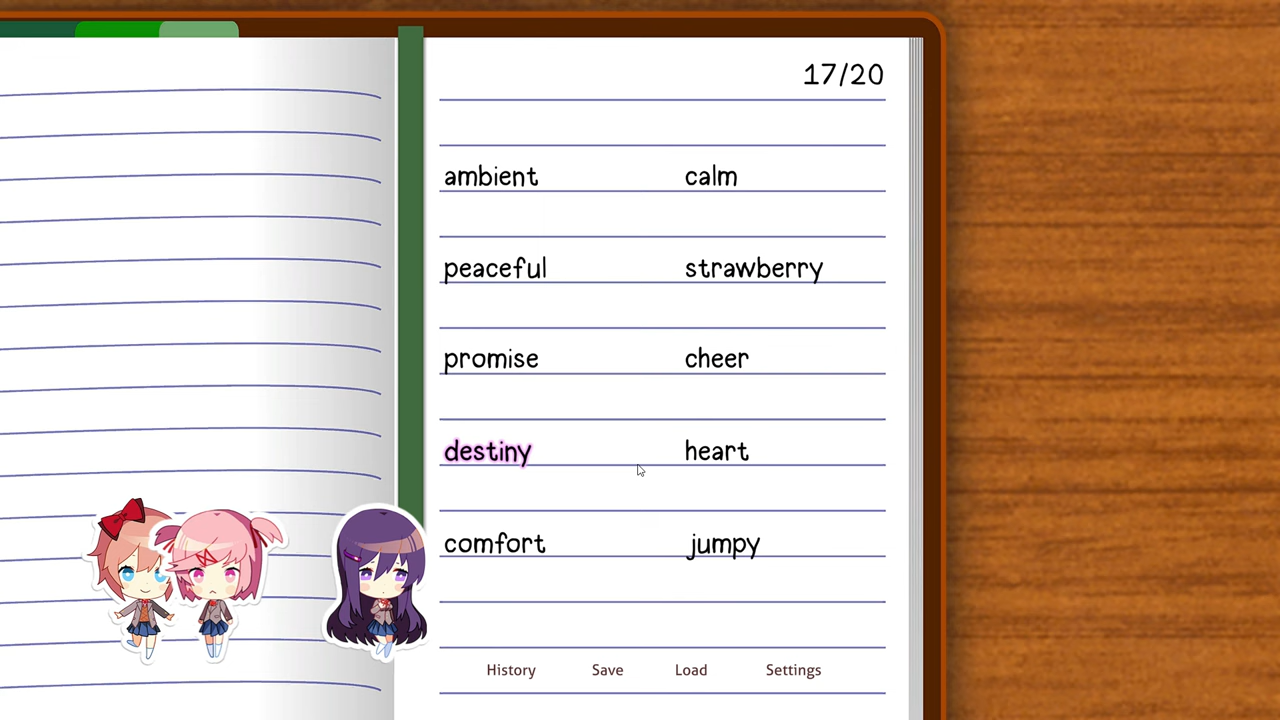 17/20
ambient calm
peaceful strawberry
promise cheer
destiny heart
comfort jumpy
History Save Load Settings